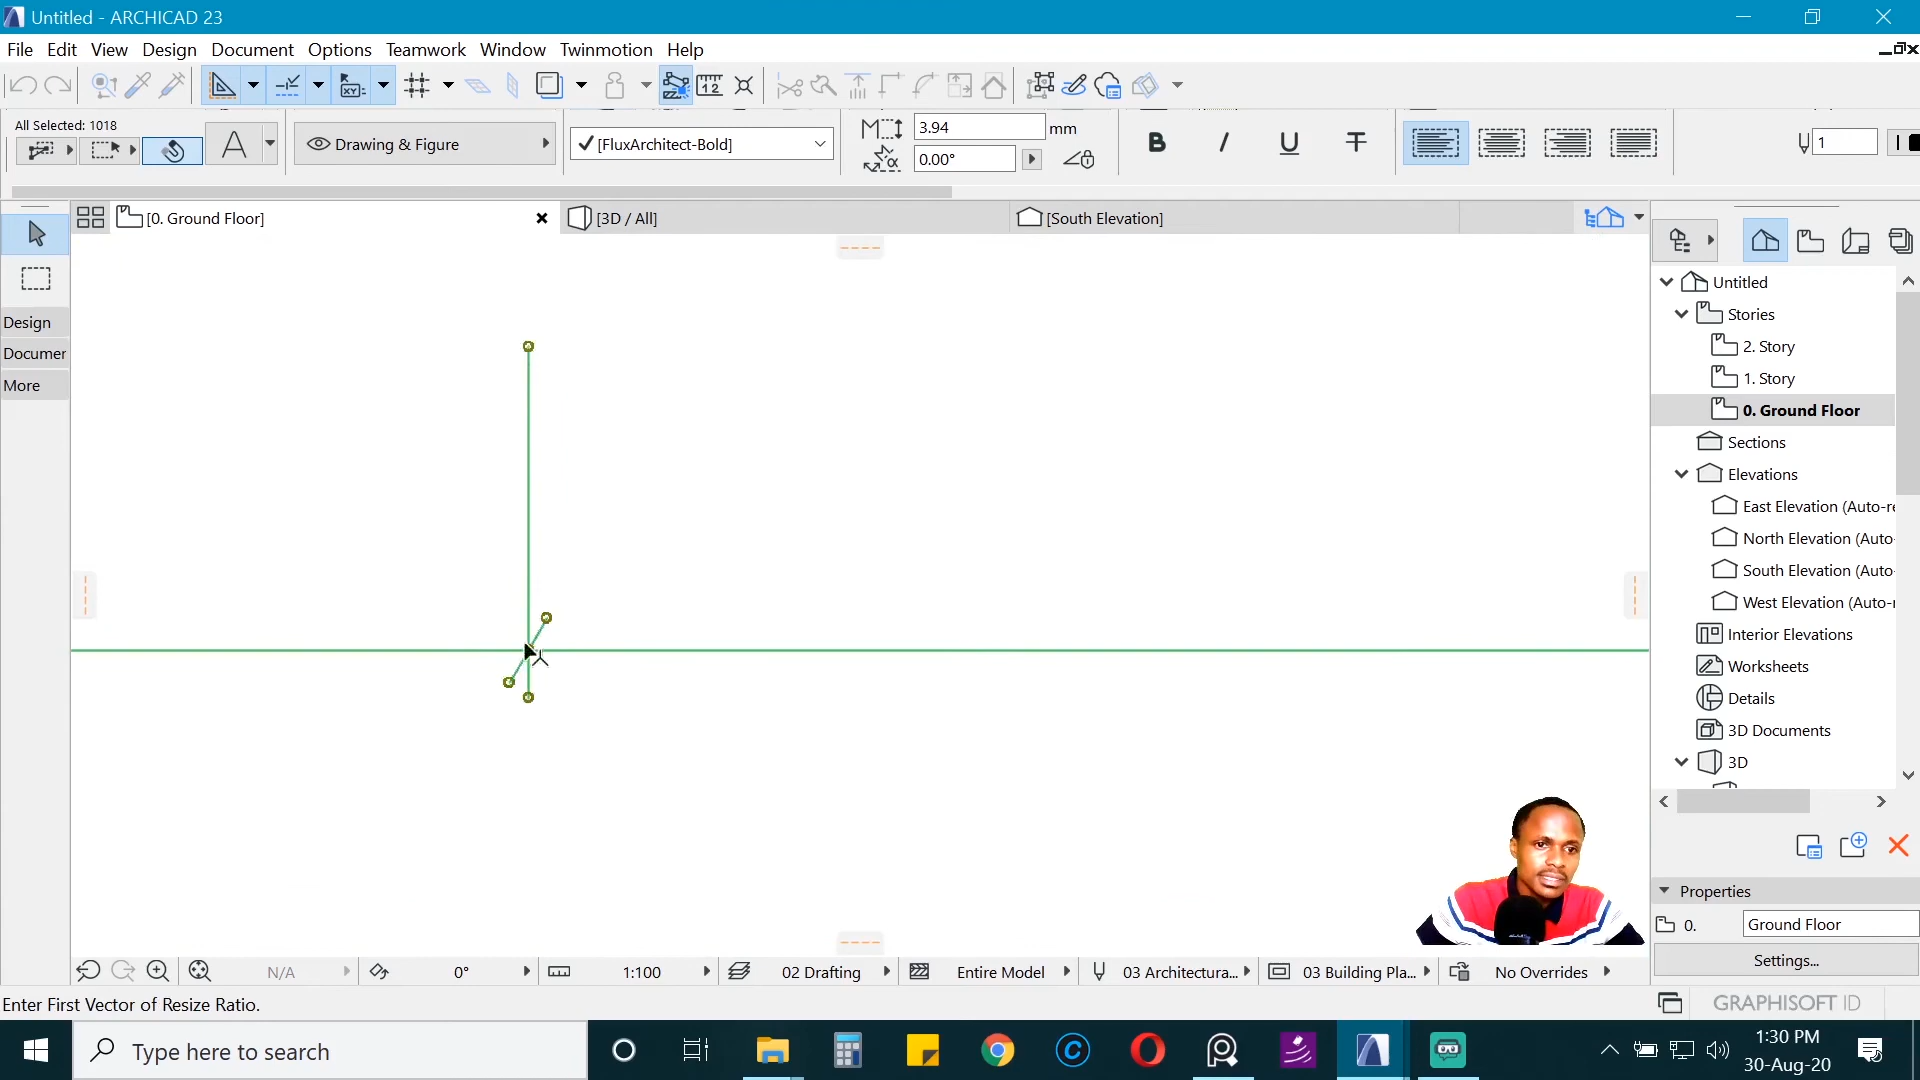 Untitled - ARCHICAD 23
File Edit View Design Document Options Teamwork Window Twinmotion Help
All Selected: 1018
Drawing & Figure
[FluxArchitect-Bold]
3.94 mm
0.00°
1
[0. Ground Floor]
[3D / All]
[South Elevation]
Design
Documer
More
Untitled
Stories
2. Story
1. Story
0. Ground Floor
Sections
Elevations
East Elevation (Auto-re
North Elevation (Auto-
South Elevation (Auto-
West Elevation (Auto-r
Interior Elevations
Worksheets
Details
3D Documents
3D
Properties
0. Ground Floor
Settings...
N/A 0° 1:100 02 Drafting Entire Model 03 Architectura... 03 Building Pla... No Overrides
Enter First Vector of Resize Ratio.
GRAPHISOFT ID
Type here to search
1:30 PM
30-Aug-20